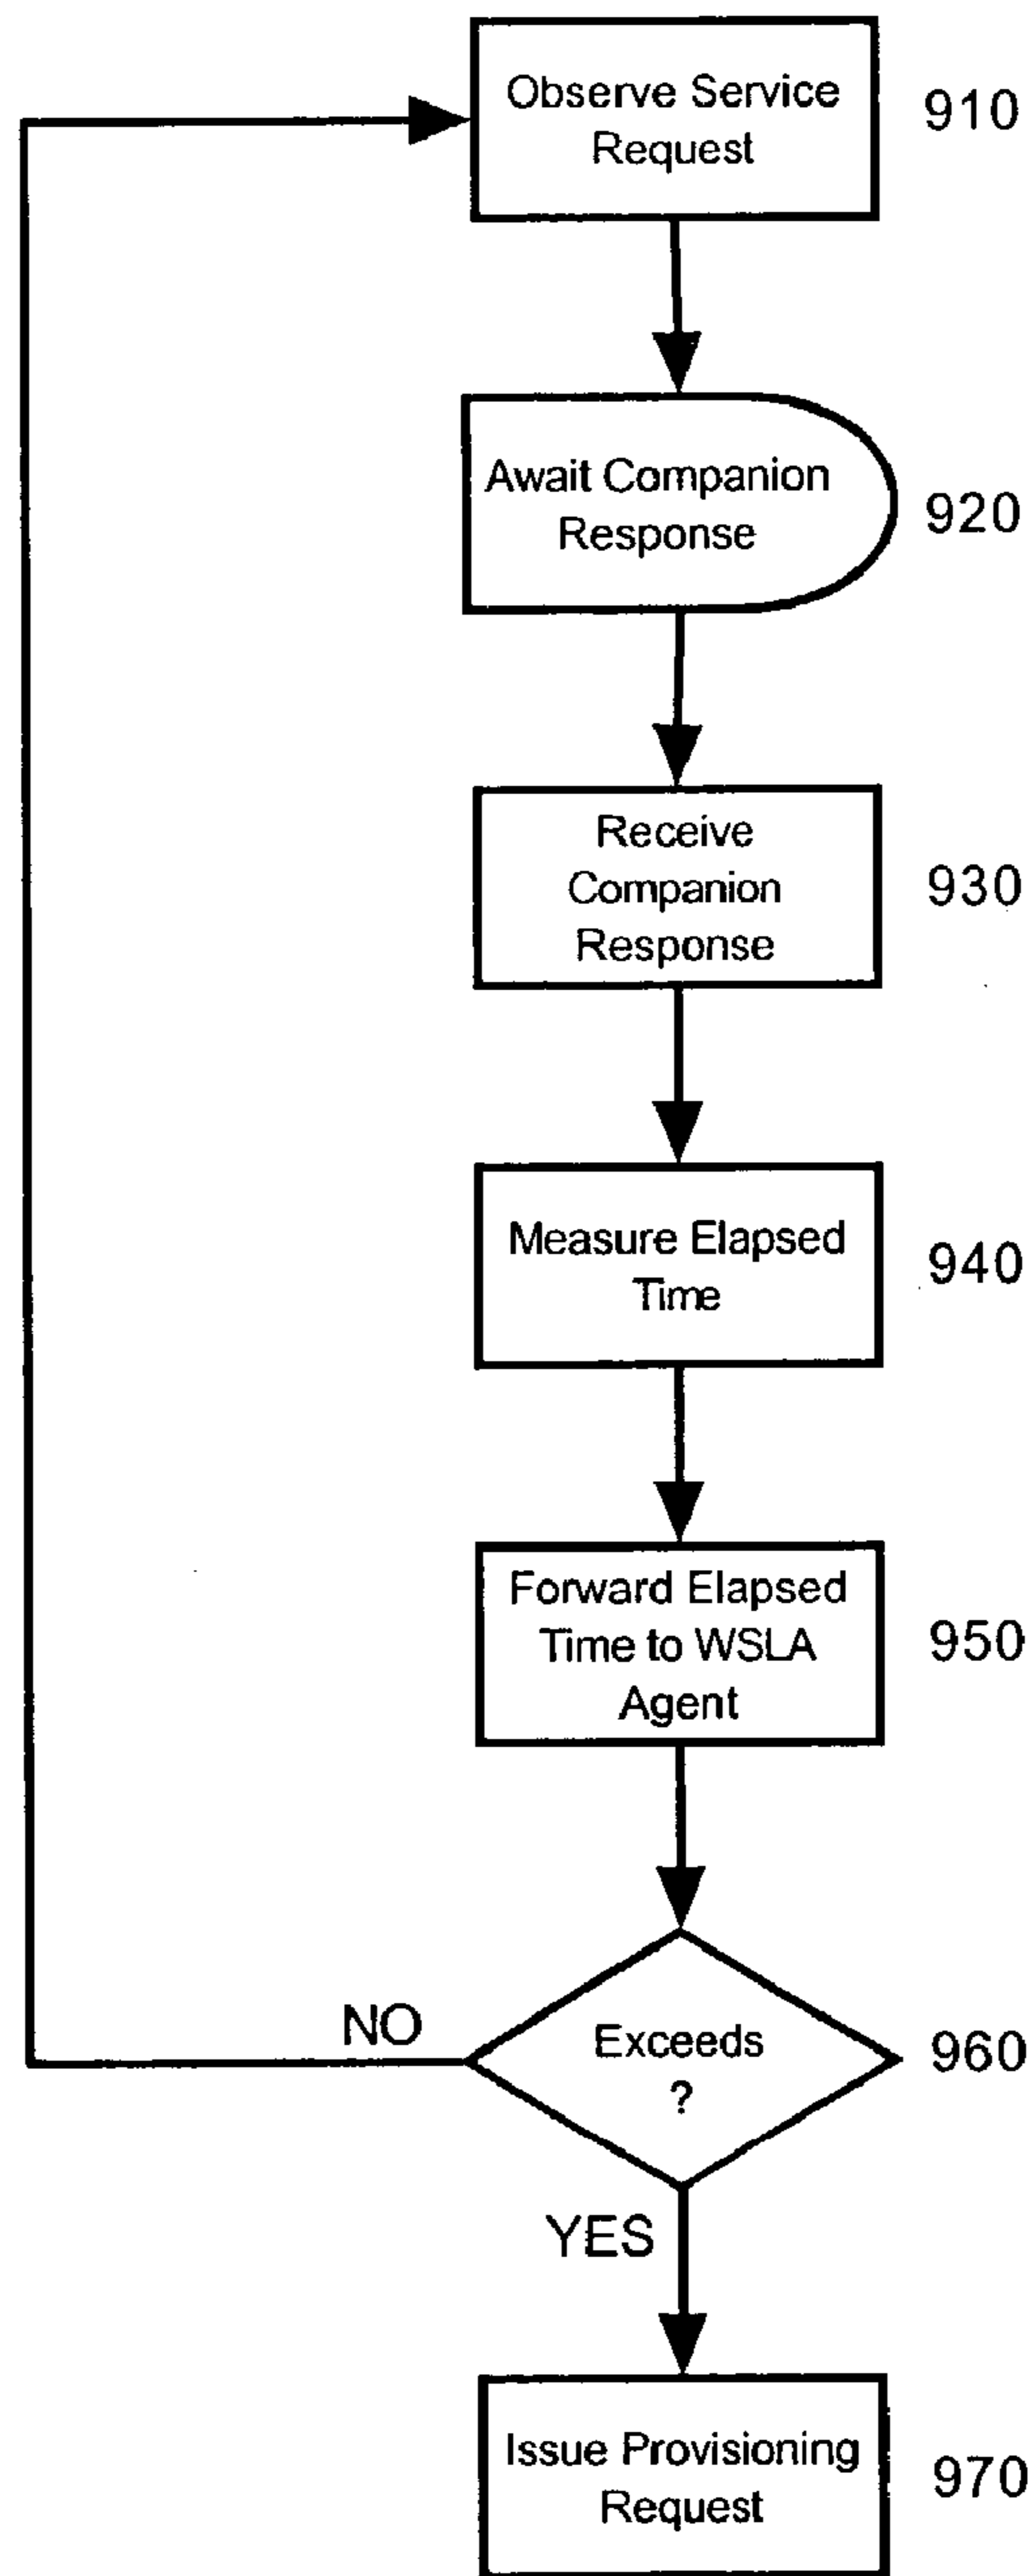 Observe Service
Request
910
Await Companion
Response
920
Receive
Companion
Response
930
Measure Elapsed
Time
940
Forward Elapsed
Time to WSLA
Agent
950
NO
Exceeds
?
960
YES
Issue Provisioning
Request
970